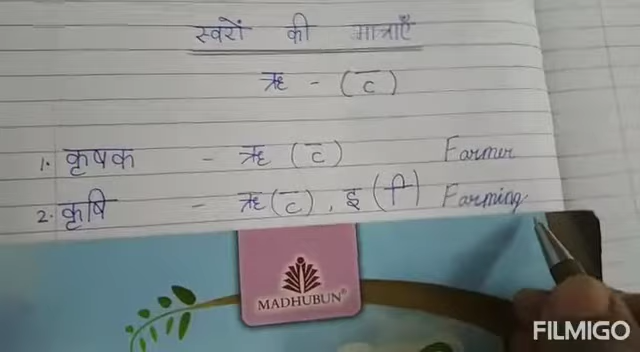 स्वरों की मात्राएँ
ऋ - ( ृ )
1. कृषक - ऋ ( ृ ) Farmer
2. कृषि - ऋ ( ृ ), इ ( ि ) Farming
MADHUBUN®
FILMIGO